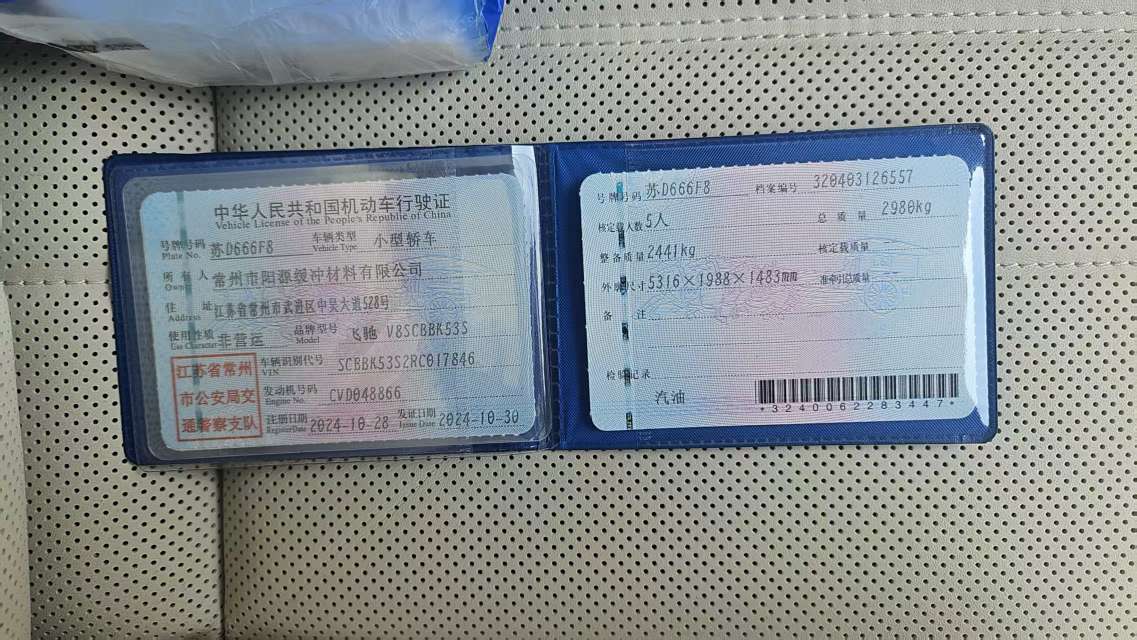 中华人民共和国机动车行驶证
Vehicle License of the People's Republic of China
号牌号码 苏D666F8 车辆类型 小型轿车
Plate No. Vehicle Type
所有人 常州市阳源缓冲材料有限公司
Owner
住址 江苏省常州市武进区中吴大道528号
Address
使用性质 非营运 品牌型号 飞驰 V8SCBBK53S
Use Character Model
江苏省常州市公安局交通警察支队
车辆识别代号 SCBBK53S2RC017846
VIN
发动机号码 CVD048866
Engine No.
注册日期 2024-10-28 发证日期 2024-10-30
Register Date Issue Date
号牌号码 苏D666F8 档案编号 320403126557
核定载人数 5人 总质量 2980kg
整备质量 2441kg 核定载质量
外廓尺寸 5316×1988×1483mm 准牵引总质量
备注
检验记录
汽油
*3240062283447*